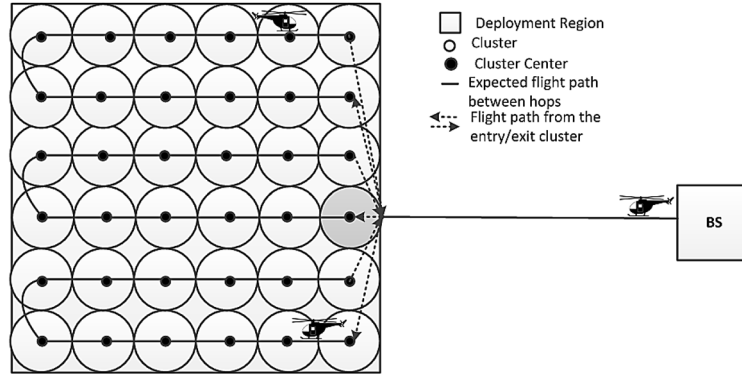 Deployment Region
Cluster
Cluster Center
Expected flight path
between hops
Flight path from the
entry/exit cluster
BS